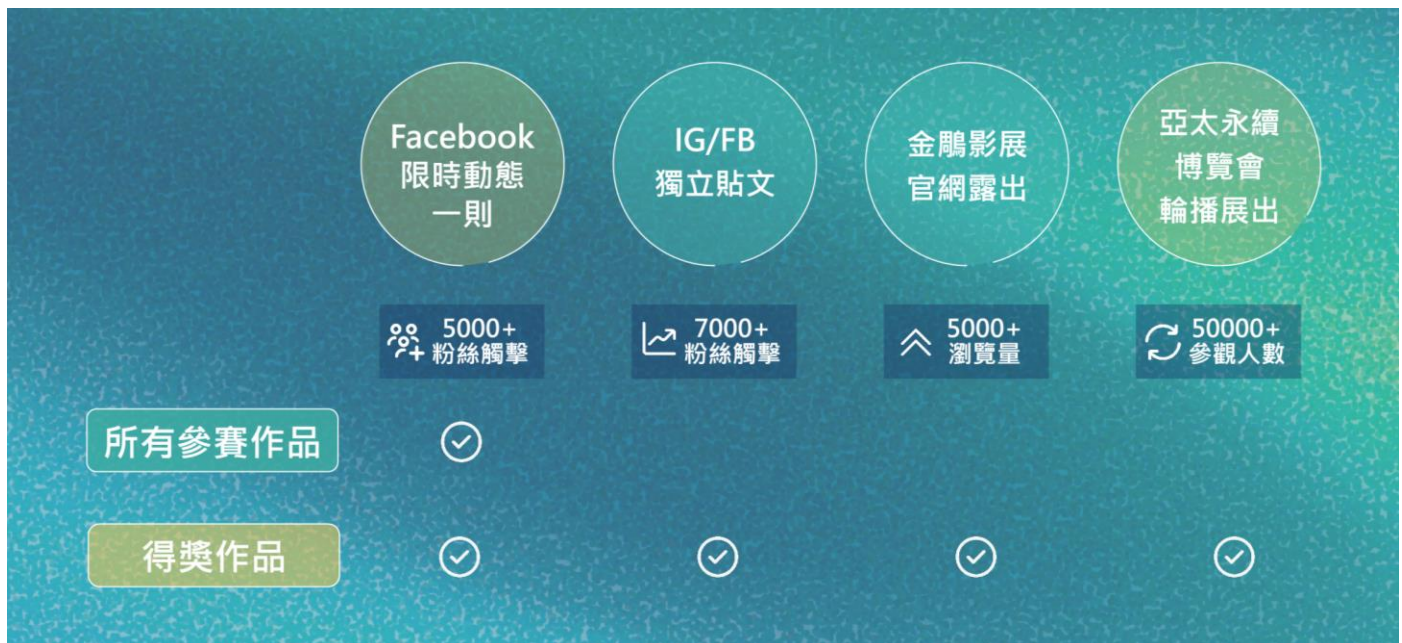 Facebook
限時動態
一則
IG/FB
獨立貼文
金鵰影展
官網露出
亞太永續
博覽會
輪播展出
5000+
粉絲觸擊
7000+
粉絲觸擊
5000+
瀏覽量
50000+
參觀人數
所有參賽作品
得獎作品